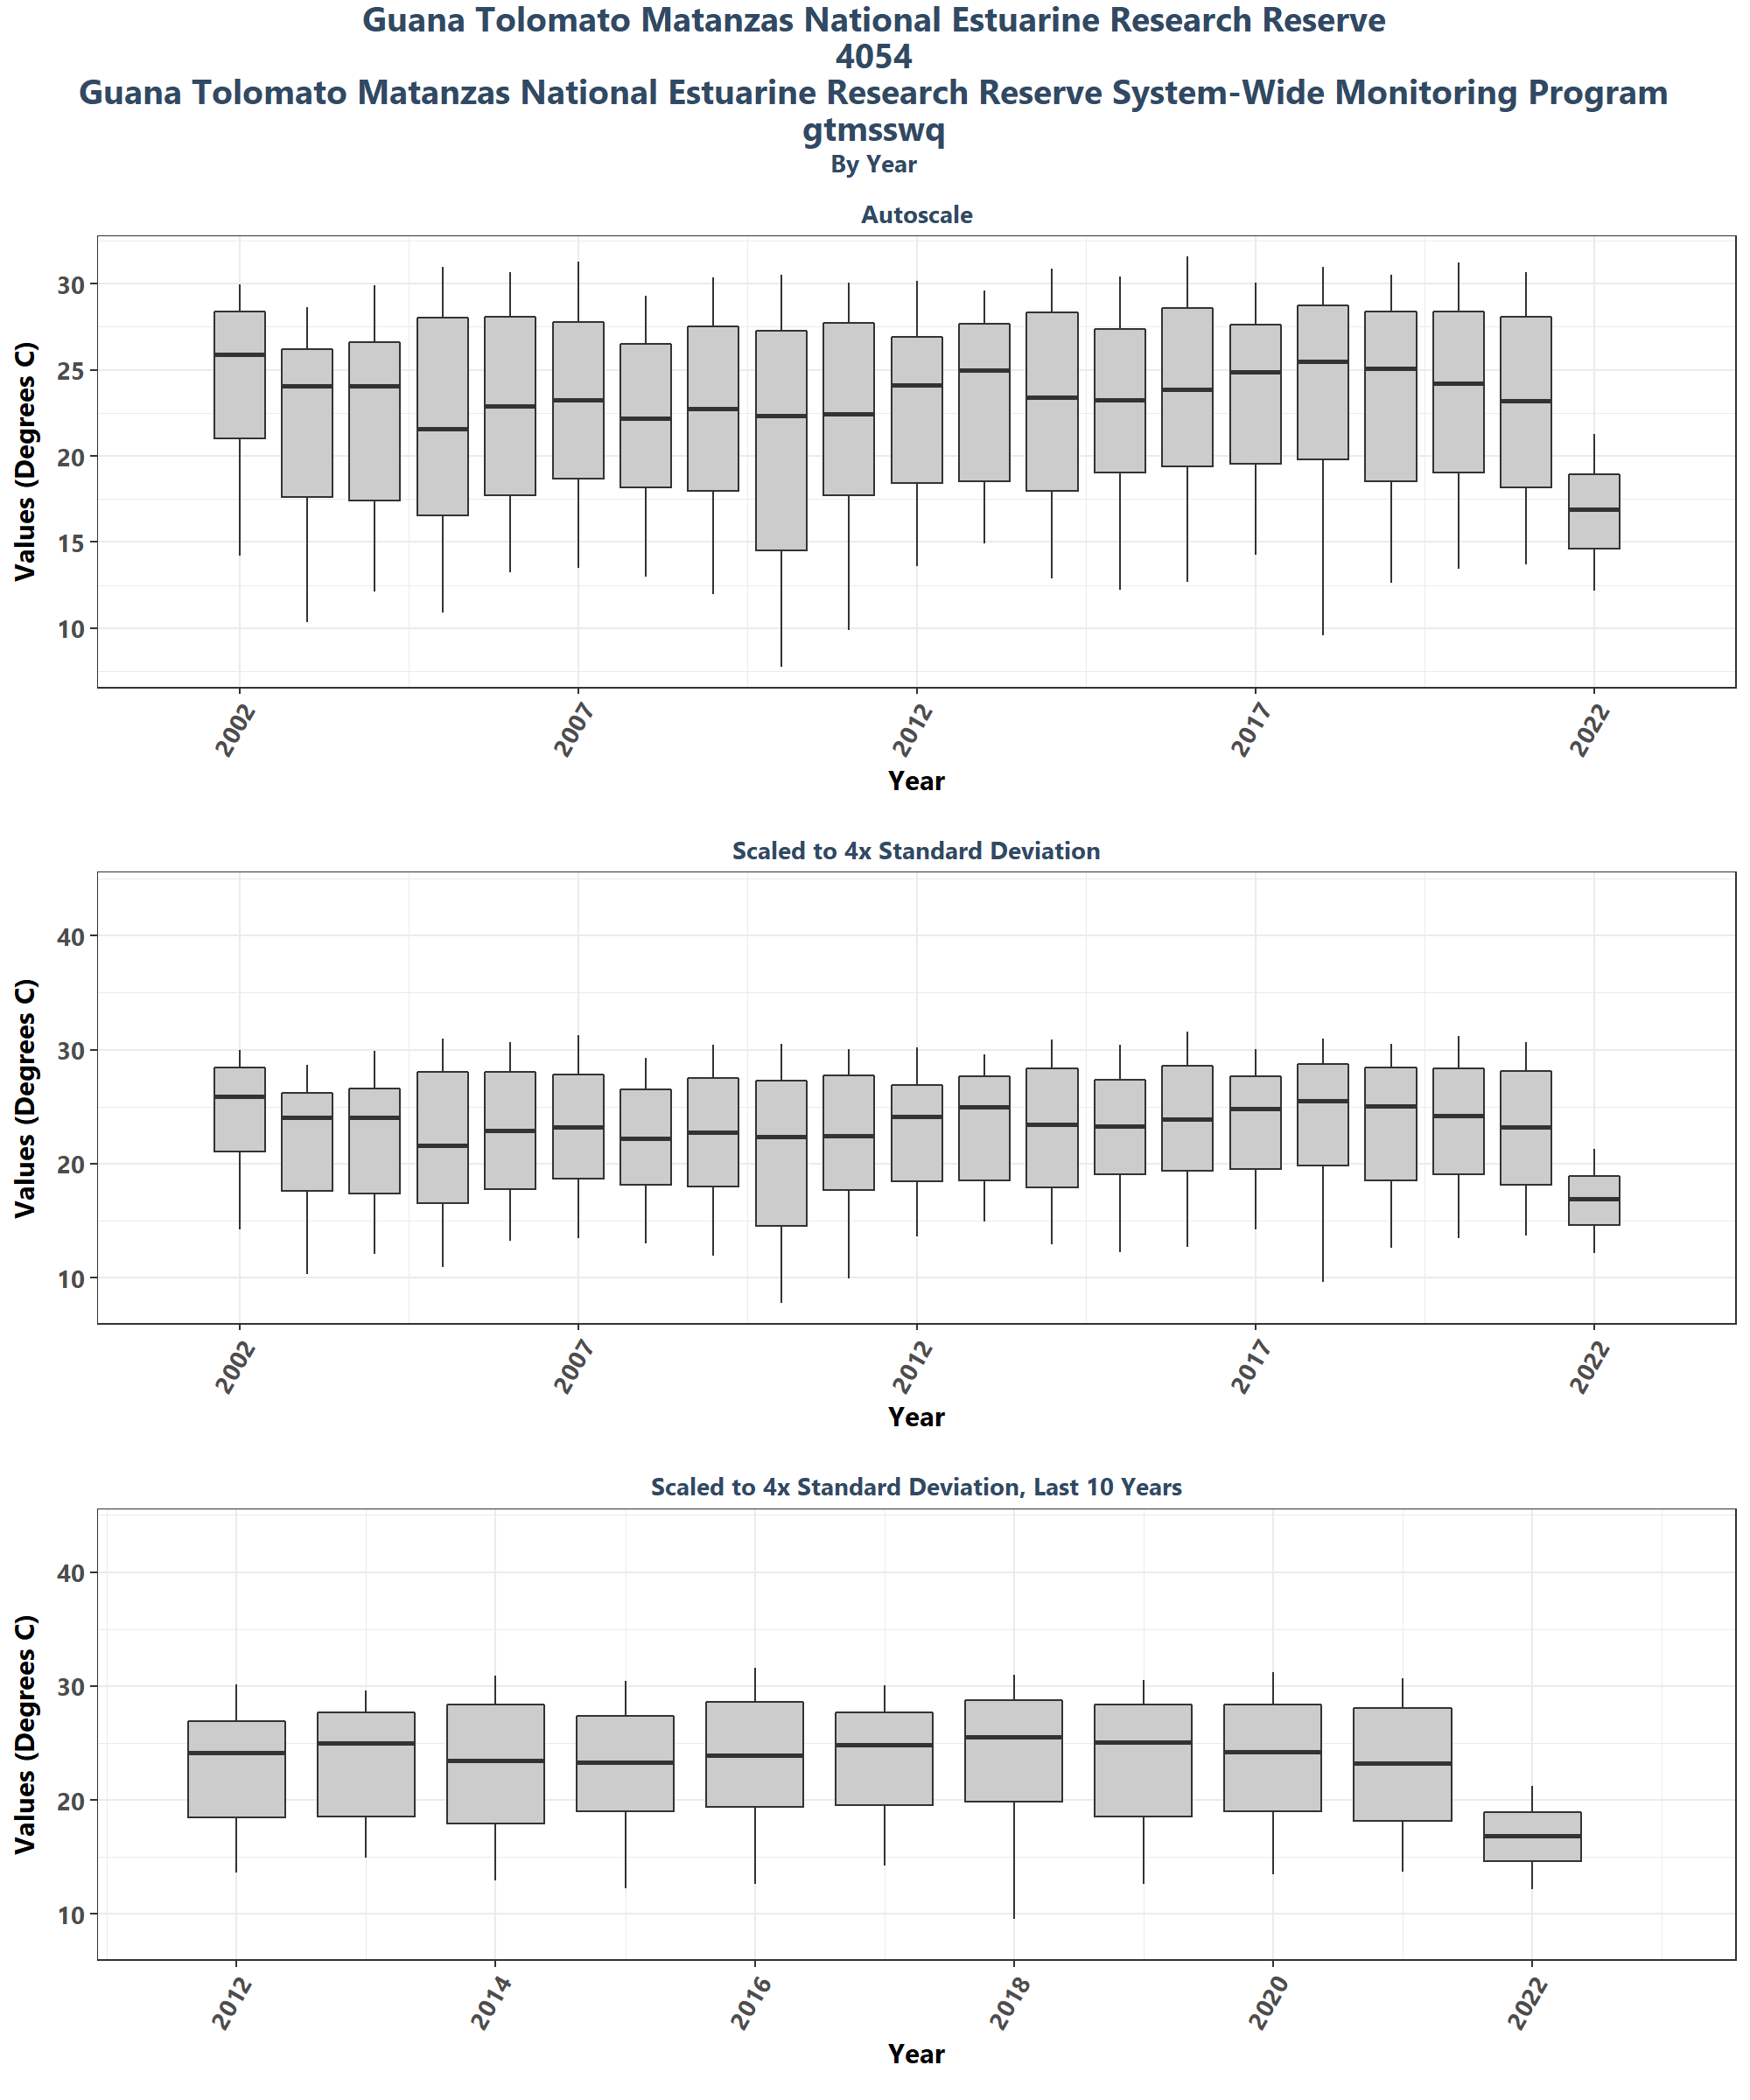 Guana Tolomato Matanzas National Estuarine Research Reserve
4054
Guana Tolomato Matanzas National Estuarine Research Reserve System-Wide Monitoring Program
gtmsswq
By Year
Autoscale
Values (Degrees C)
30
25
20
15
10
2002
2007
2012
2017
2022
Year
Scaled to 4x Standard Deviation
Values (Degrees C)
40
30
20
10
2002
2007
2012
2017
2022
Year
Scaled to 4x Standard Deviation, Last 10 Years
Values (Degrees C)
40
30
20
10
2012
2014
2016
2018
2020
2022
Year